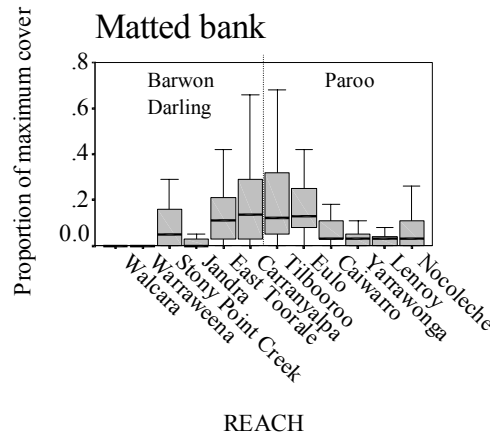 Matted bank
Proportion of maximum cover
.8
.6
.4
.2
0.0
Barwon
Darling
Paroo
Walcara
Warraweena
Stony Point Creek
Jandra
East Toorale
Carranyalpa
Tilbooroo
Eulo
Caiwarro
Yarrawonga
Lenroy
Nocoleche
REACH